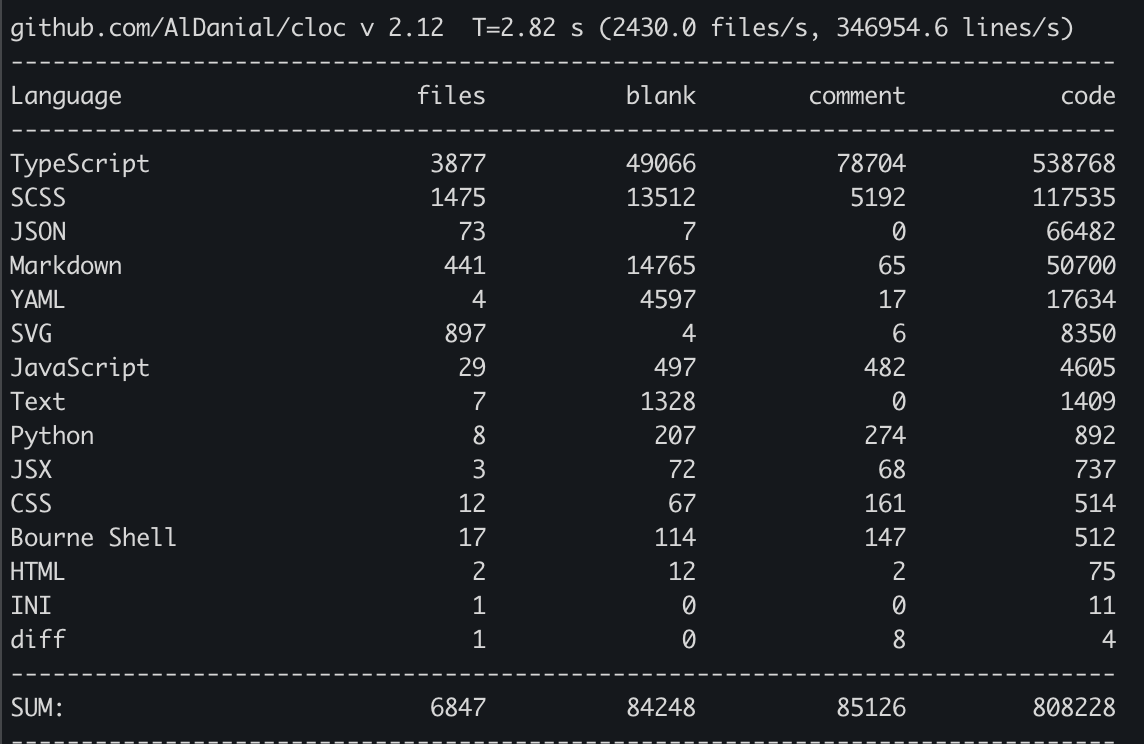 github.com/AlDanial/cloc v 2.12  T=2.82 s (2430.0 files/s, 346954.6 lines/s)
-------------------------------------------------------------------------------
Language                     files          blank        comment           code
-------------------------------------------------------------------------------
TypeScript                    3877          49066          78704         538768
SCSS                          1475          13512           5192         117535
JSON                            73              7              0          66482
Markdown                       441          14765             65          50700
YAML                             4           4597             17          17634
SVG                            897              4              6           8350
JavaScript                      29            497            482           4605
Text                             7           1328              0           1409
Python                           8            207            274            892
JSX                              3             72             68            737
CSS                             12             67            161            514
Bourne Shell                    17            114            147            512
HTML                             2             12              2             75
INI                              1              0              0             11
diff                             1              0              8              4
-------------------------------------------------------------------------------
SUM:                          6847          84248          85126         808228
-------------------------------------------------------------------------------